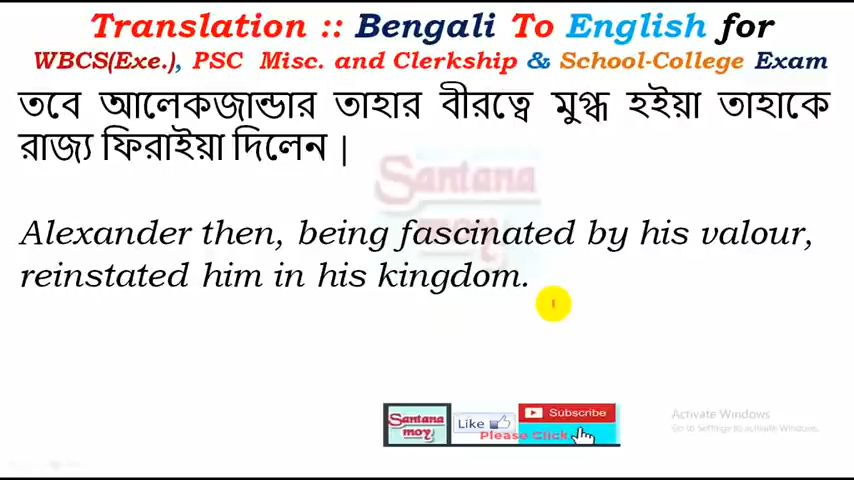 Translation :: Bengali To English for
WBCS(Exe.), PSC Misc. and Clerkship & School-College Exam
তবে আলেকজান্ডার তাহার বীরত্বে মুগ্ধ হইয়া তাহাকে
রাজ্য ফিরাইয়া দিলেন |
Santana
moy
Alexander then, being fascinated by his valour,
reinstated him in his kingdom.
Santana
moy
Like
Subscribe
Please Click
Activate Windows
Go to Settings to activate Windows.